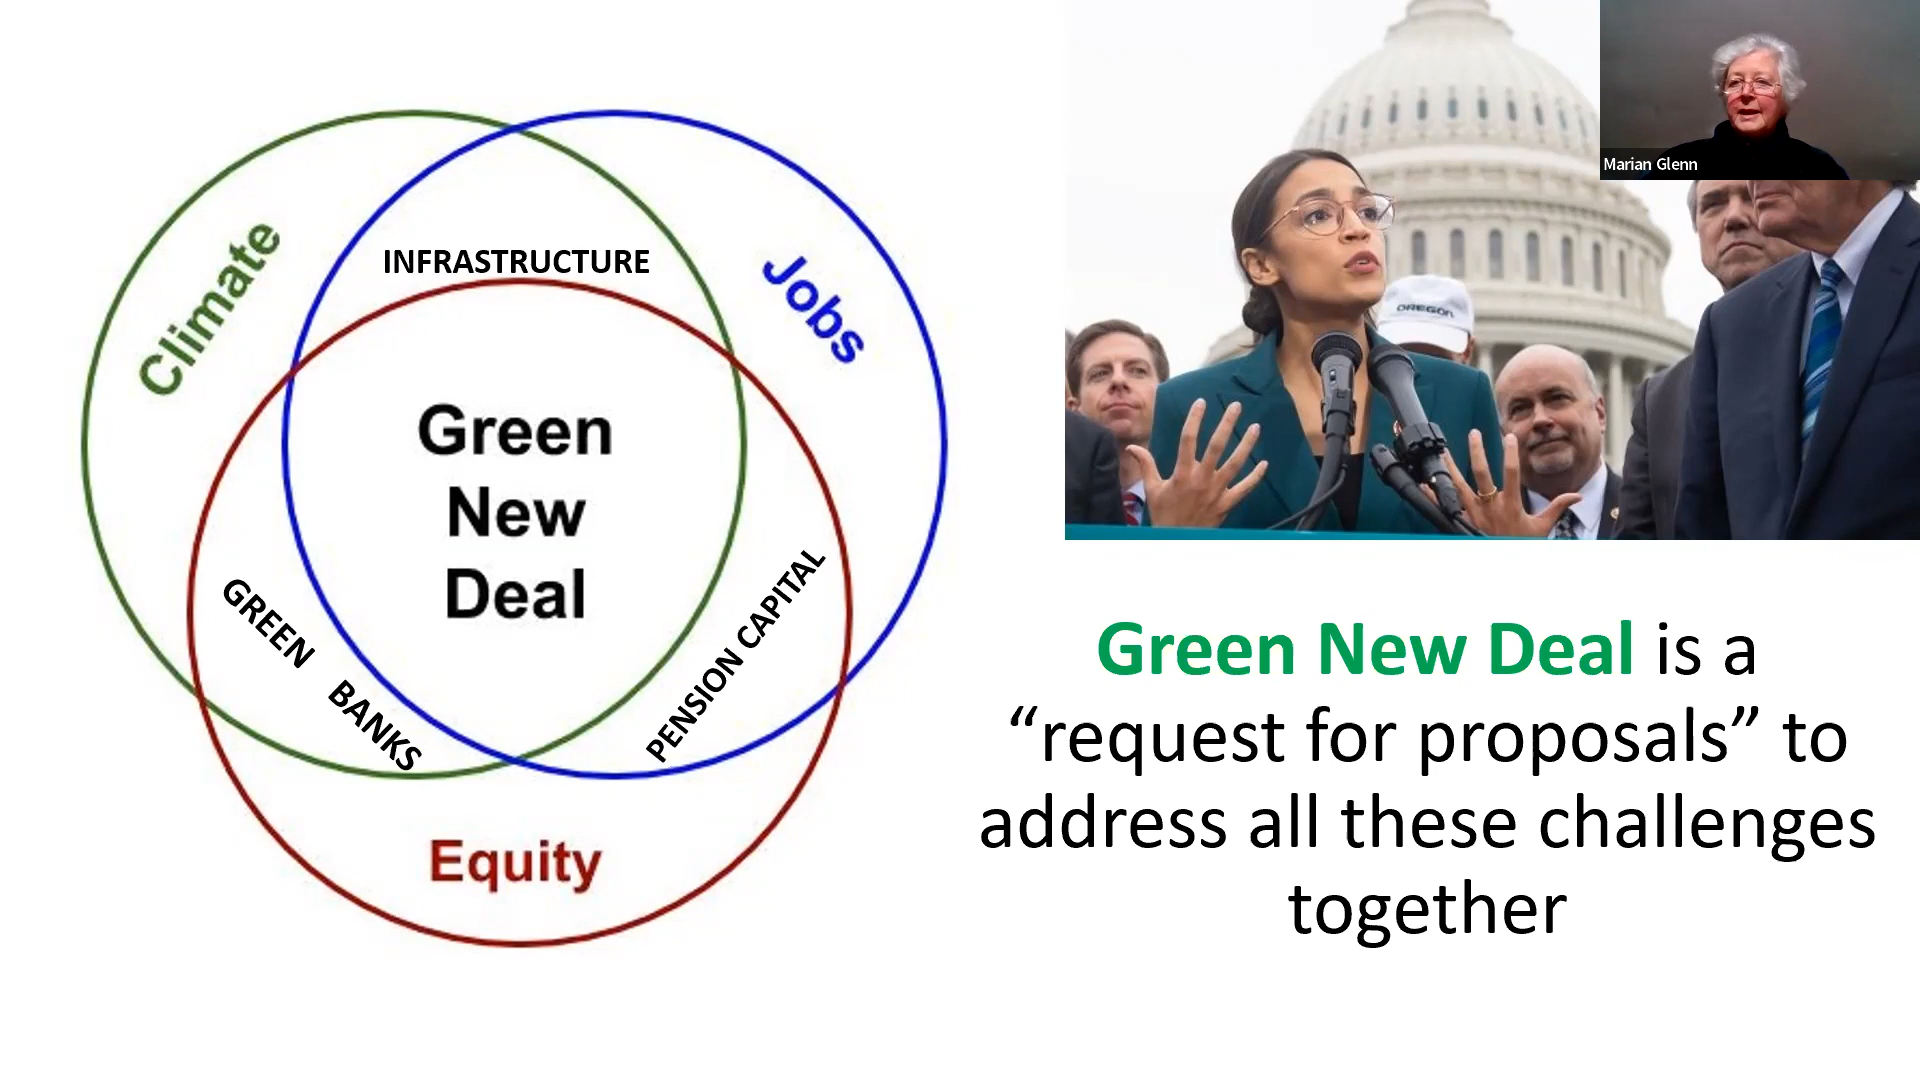 Climate
INFRASTRUCTURE
Jobs
Green
New
Deal
GREEN BANKS
PENSION CAPITAL
Equity
OREGON
Marian Glenn
Green New Deal is a
“request for proposals” to
address all these challenges
together